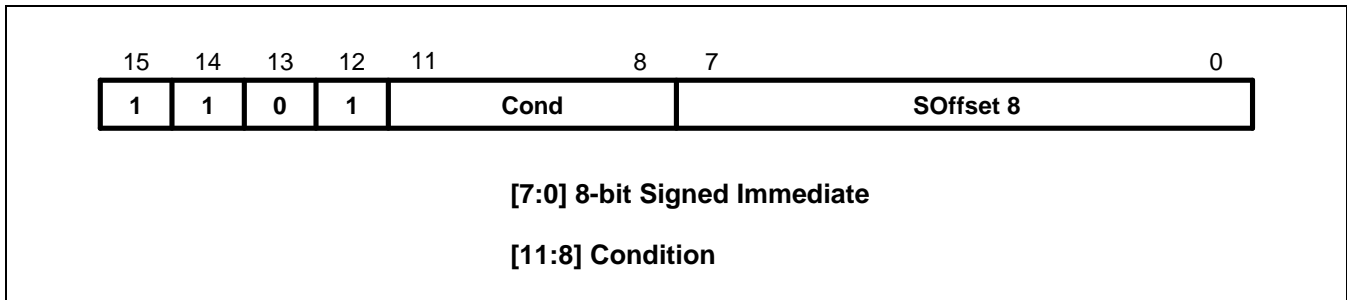 15 14 13 12 11 8 7 0
1 1 0 1 Cond SOffset 8
[7:0] 8-bit Signed Immediate
[11:8] Condition